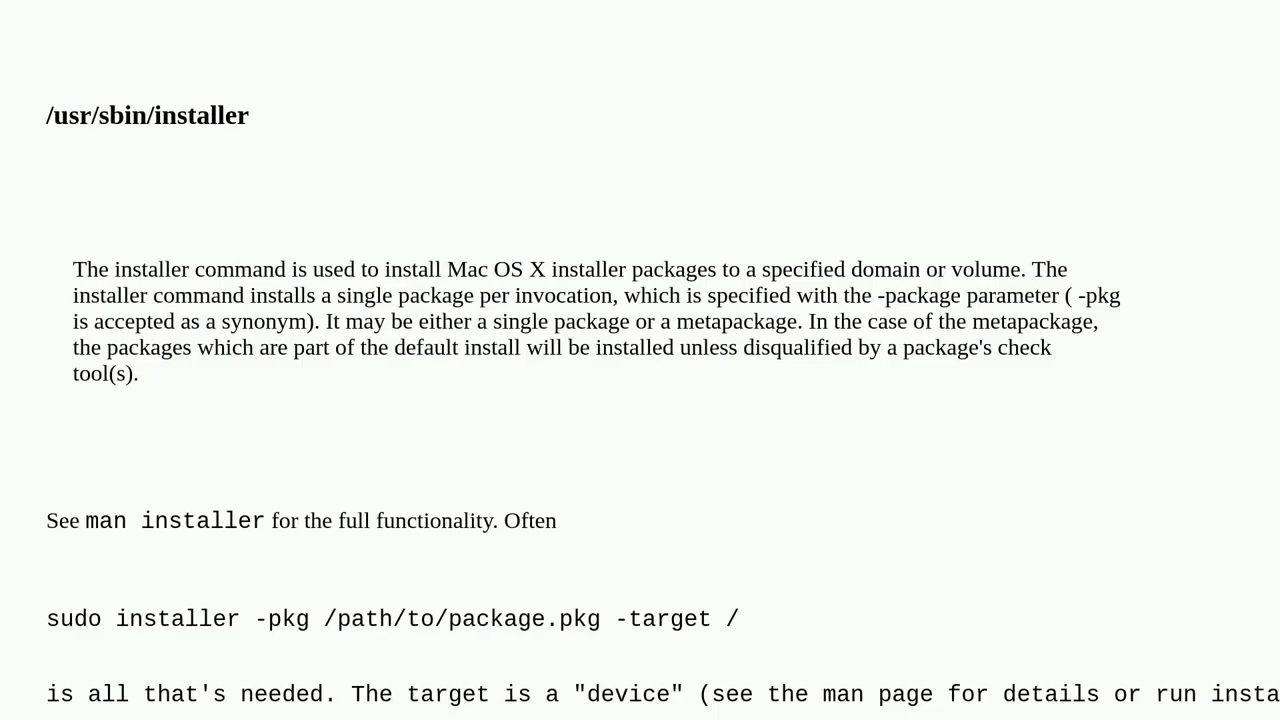 /usr/sbin/installer
The installer command is used to install Mac OS X installer packages to a specified domain or volume. The
installer command installs a single package per invocation, which is specified with the -package parameter ( -pkg
is accepted as a synonym). It may be either a single package or a metapackage. In the case of the metapackage,
the packages which are part of the default install will be installed unless disqualified by a package's check
tool(s).
See man installer for the full functionality. Often
sudo installer -pkg /path/to/package.pkg -target /
is all that's needed. The target is a "device" (see the man page for details or run insta